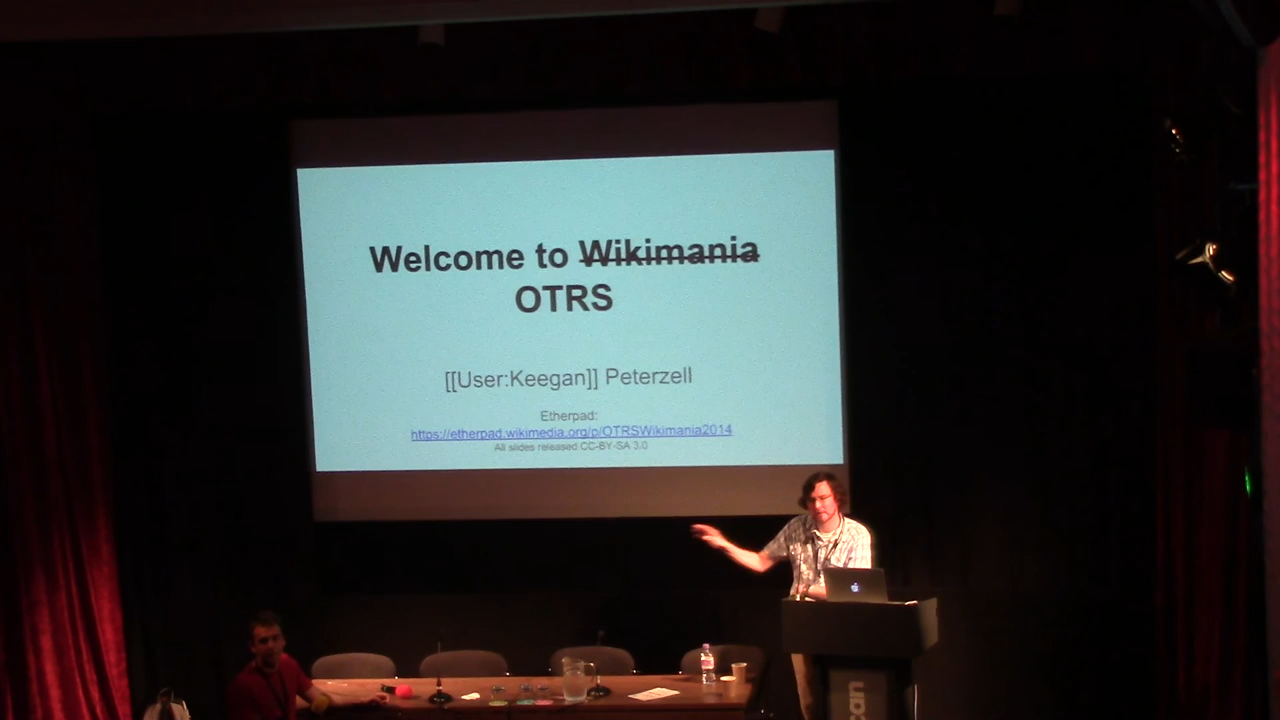 Welcome to Wikimania
OTRS
[[User:Keegan]] Peterzell
Etherpad:
https://etherpad.wikimedia.org/p/OTRSWikimania2014
All slides released CC-BY-SA 3.0
can